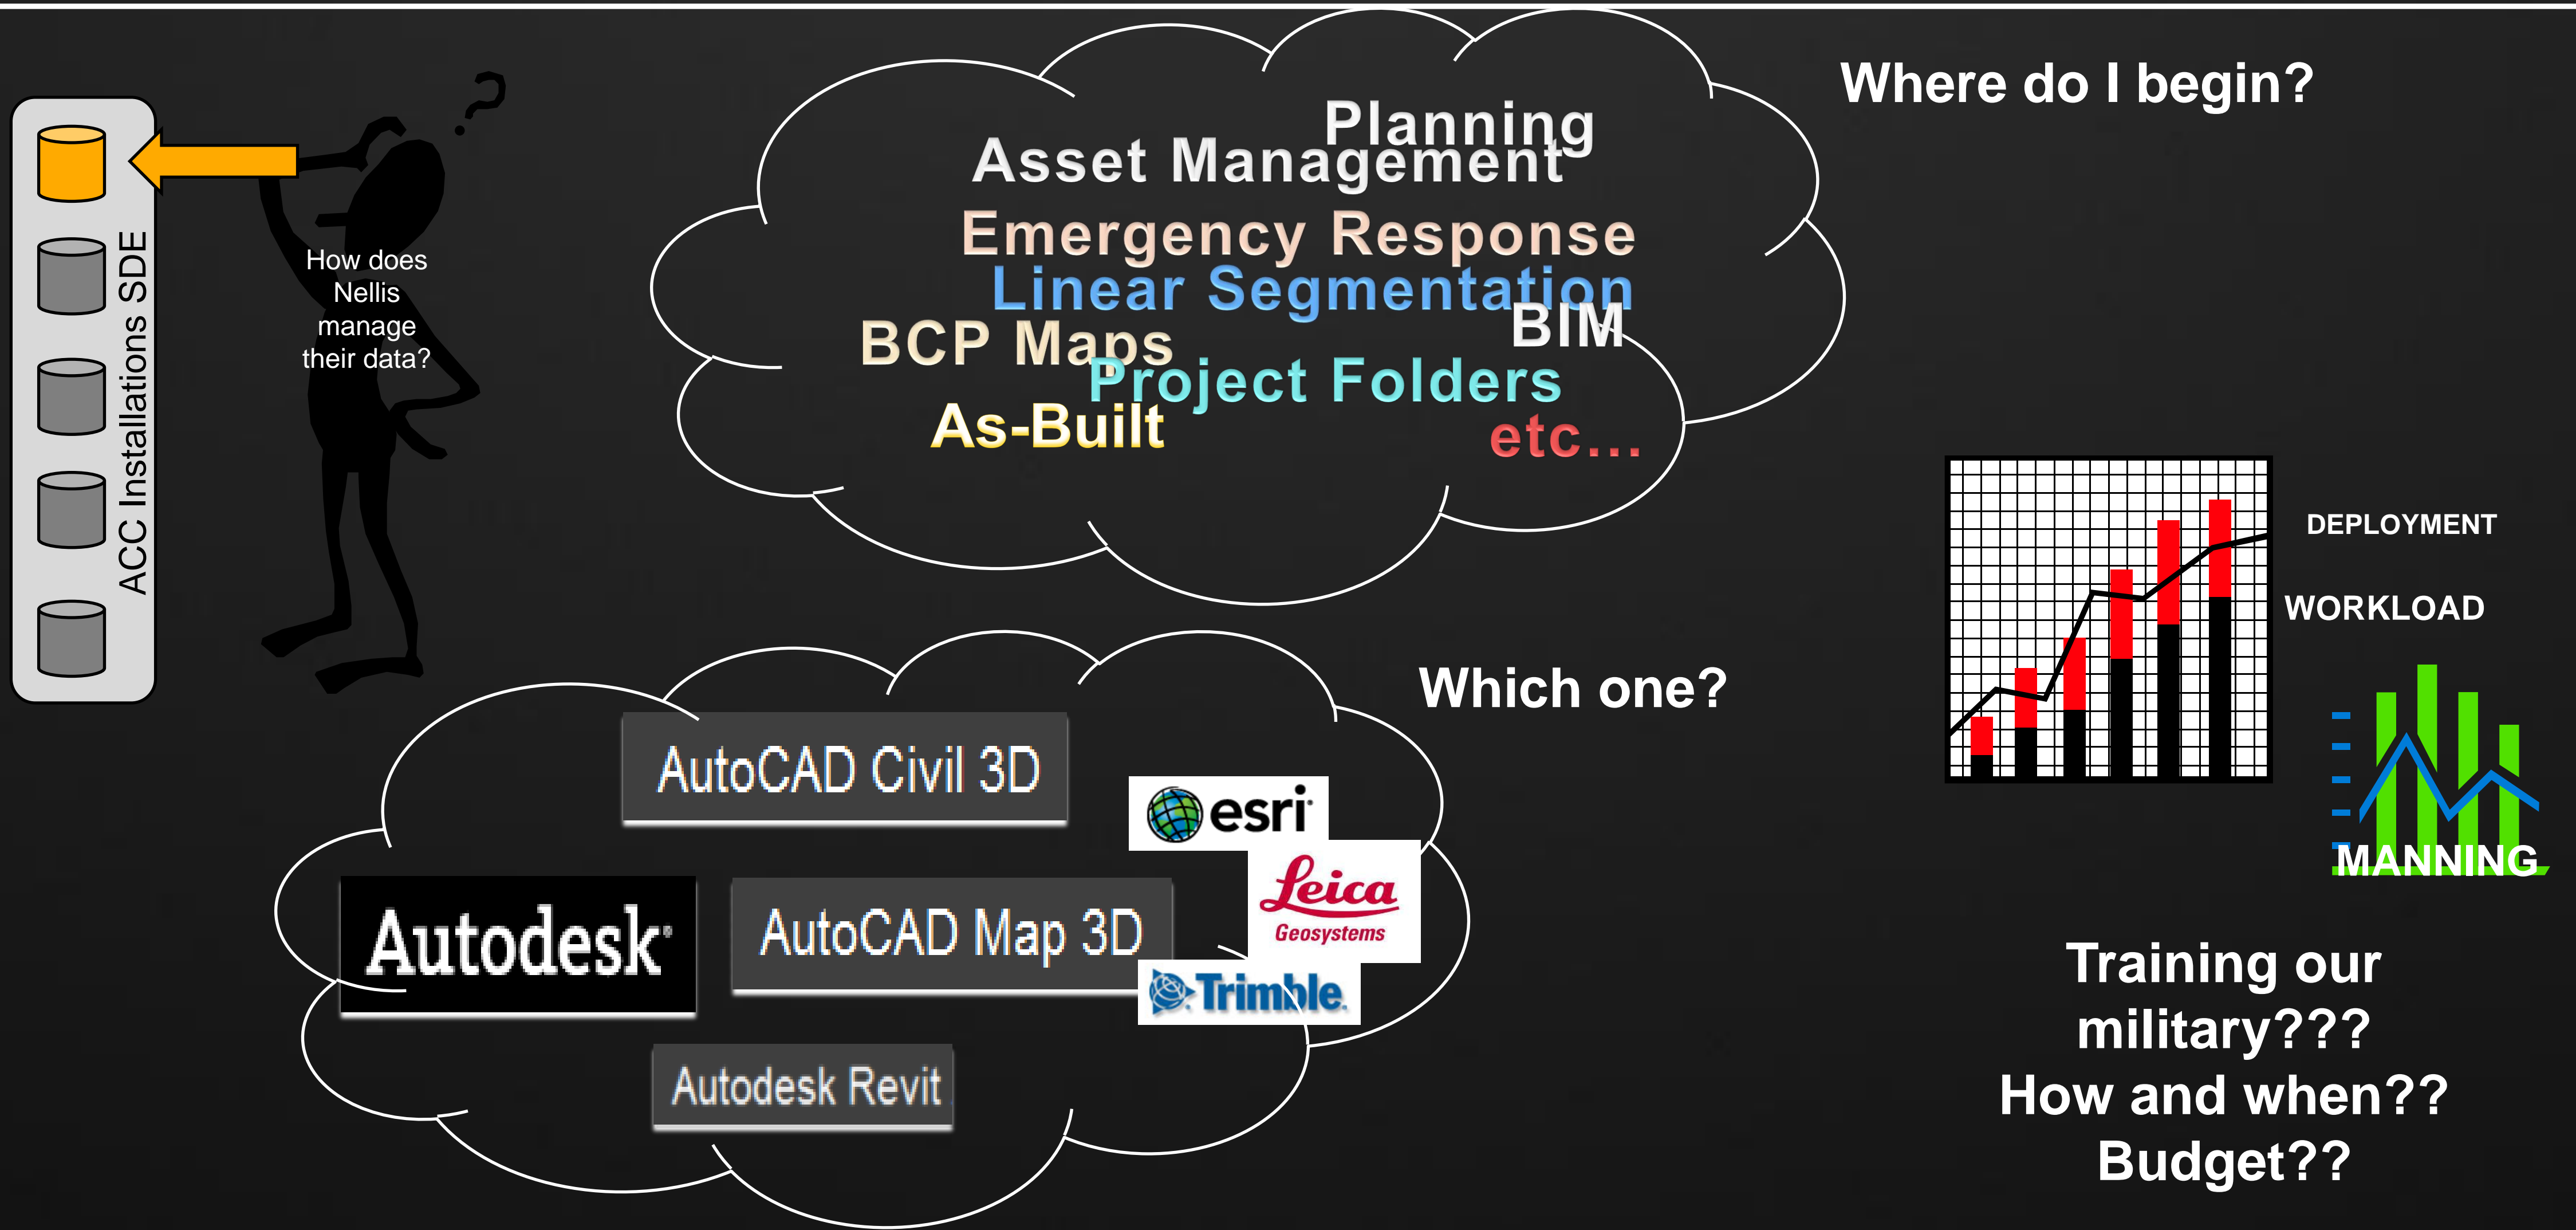 Where do I begin?
Planning
Asset Management
Emergency Response
Linear Segmentation
BIM
BCP Maps
Project Folders
As-Built
etc...
ACC Installations SDE
?
How does
Nellis
manage
their data?
DEPLOYMENT
WORKLOAD
MANNING
Which one?
AutoCAD Civil 3D
esri
Leica
Geosystems
Autodesk®
AutoCAD Map 3D
Trimble
Autodesk Revit
Training our
military???
How and when??
Budget??